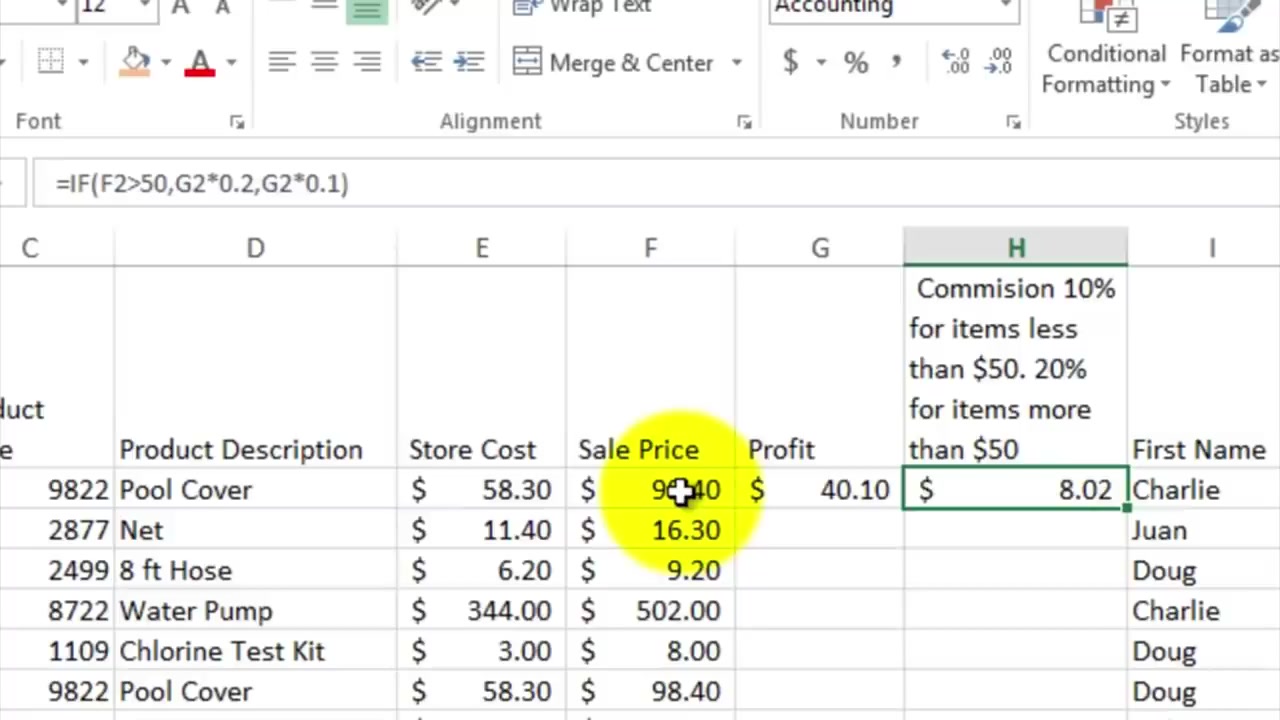 12 A A
Wrap Text
Accounting
Merge & Center $ % , .00 .00
Conditional Formatting
Format as Table
Font Alignment Number Styles
=IF(F2>50,G2*0.2,G2*0.1)
C D E F G H I
Commision 10%
for items less
than $50. 20%
for items more
than $50
Product Description Store Cost Sale Price Profit First Name
9822 Pool Cover $ 58.30 $ $ 40.10 $ 8.02 Charlie
2877 Net $ 11.40 $ 16.30 Juan
2499 8 ft Hose $ 6.20 $ 9.20 Doug
8722 Water Pump $ 344.00 $ 502.00 Charlie
1109 Chlorine Test Kit $ 3.00 $ 8.00 Doug
9822 Pool Cover $ 58.30 $ 98.40 Doug